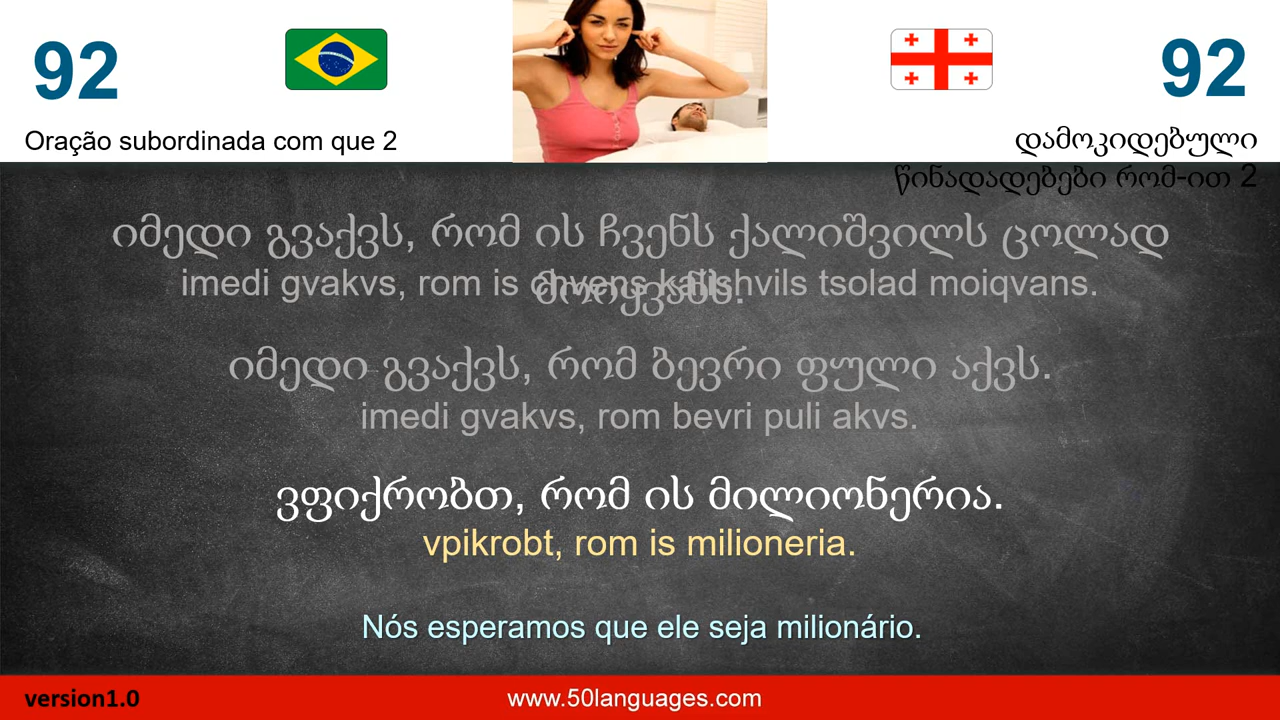 92
92
Oração subordinada com que 2
დამოკიდებული
წინადადებები რომ-ით 2
იმედი გვაქვს, რომ ის ჩვენს ქალიშვილს ცოლად
მოიყვანს.
imedi gvakvs, rom is chvens kalishvils tsolad moiqvans.
იმედი გვაქვს, რომ ბევრი ფული აქვს.
imedi gvakvs, rom bevri puli akvs.
ვფიქრობთ, რომ ის მილიონერია.
vpikrobt, rom is milioneria.
Nós esperamos que ele seja milionário.
version1.0
www.50languages.com